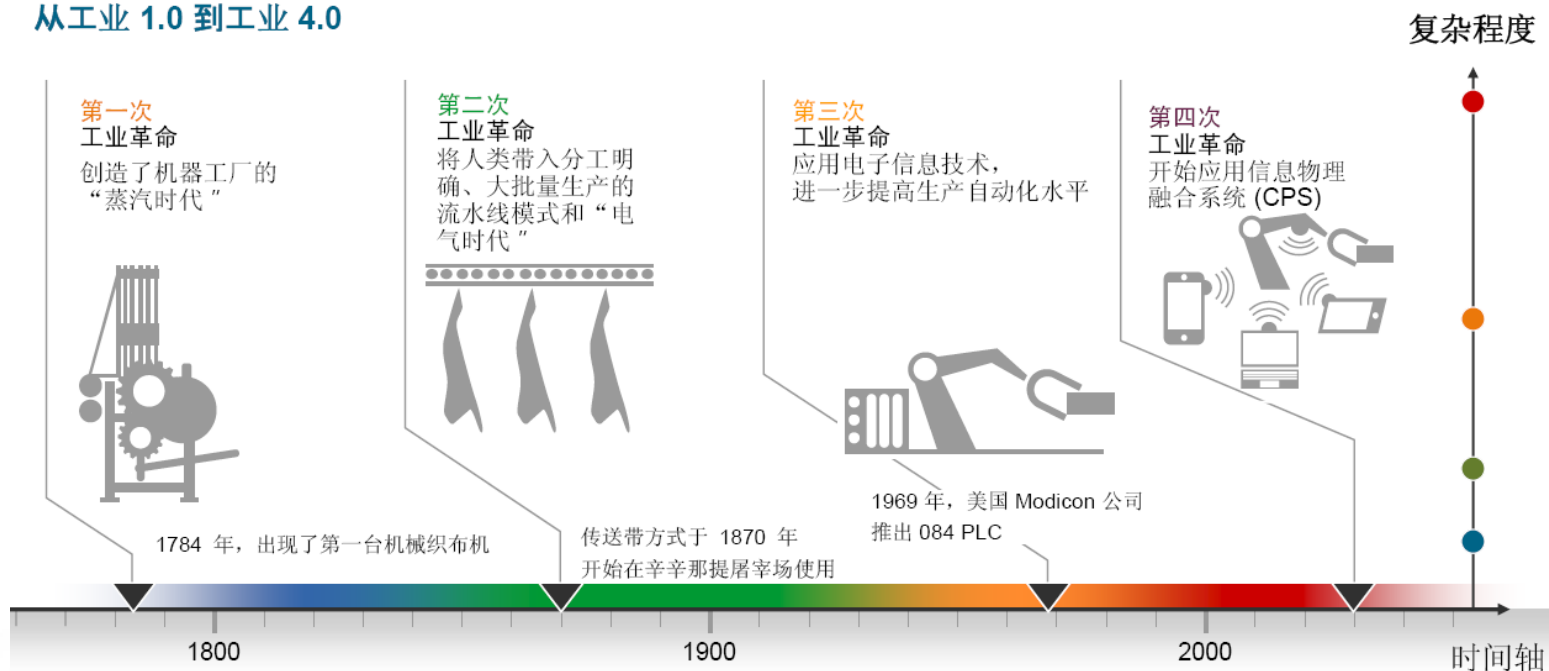 从工业 1.0 到工业 4.0
复杂程度
第一次
工业革命
创造了机器工厂的
“蒸汽时代 ”
第二次
工业革命
将人类带入分工明
确、大批量生产的
流水线模式和“电
气时代 ”
第三次
工业革命
应用电子信息技术，
进一步提高生产自动化水平
第四次
工业革命
开始应用信息物理
融合系统 (CPS)
1784 年，出现了第一台机械织布机
传送带方式于 1870 年
开始在辛辛那提屠宰场使用
1969 年，美国 Modicon 公司
推出 084 PLC
1800
1900
2000
时间轴